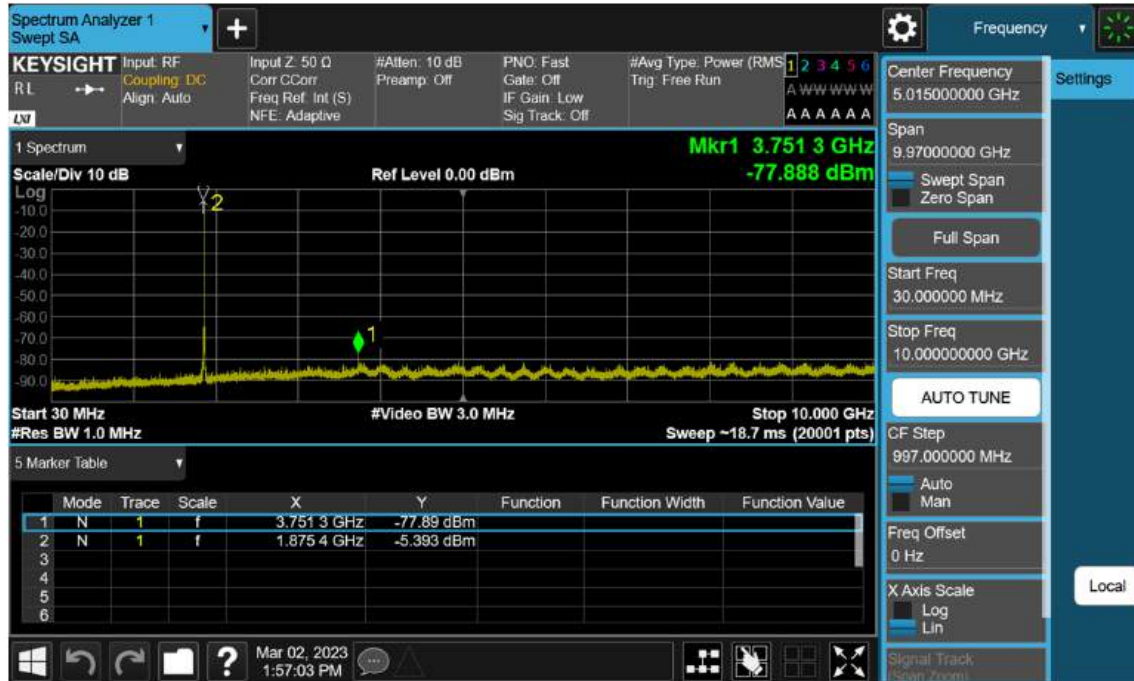 Spectrum Analyzer 1
Swept SA
+
Frequency
KEYSIGHT
RL
LXI
Input: RF
Coupling: DC
Align: Auto
Input Z: 50 Ω
Corr CCorr
Freq Ref: Int (S)
NFE: Adaptive
#Atten: 10 dB
Preamp: Off
PNO: Fast
Gate: Off
IF Gain: Low
Sig Track: Off
#Avg Type: Power (RMS
Trig: Free Run
1 2 3 4 5 6
A W W W W W
A A A A A A
1 Spectrum
Scale/Div 10 dB
Ref Level 0.00 dBm
Mkr1 3.751 3 GHz
-77.888 dBm
Log
-10.0
-20.0
-30.0
-40.0
-50.0
-60.0
-70.0
-80.0
-90.0
2
1
Start 30 MHz
#Video BW 3.0 MHz
Stop 10.000 GHz
#Res BW 1.0 MHz
Sweep ~18.7 ms (20001 pts)
5 Marker Table
Mode Trace Scale X Y Function Function Width Function Value
1 N 1 f 3.751 3 GHz -77.89 dBm
2 N 1 f 1.875 4 GHz -5.393 dBm
3
4
5
6
Mar 02, 2023
1:57:03 PM
?
Center Frequency
5.015000000 GHz
Span
9.97000000 GHz
Swept Span
Zero Span
Full Span
Start Freq
30.000000 MHz
Stop Freq
10.000000000 GHz
AUTO TUNE
CF Step
997.000000 MHz
Auto
Man
Freq Offset
0 Hz
X Axis Scale
Log
Lin
Signal Track
(Span Zoom)
Settings
Local